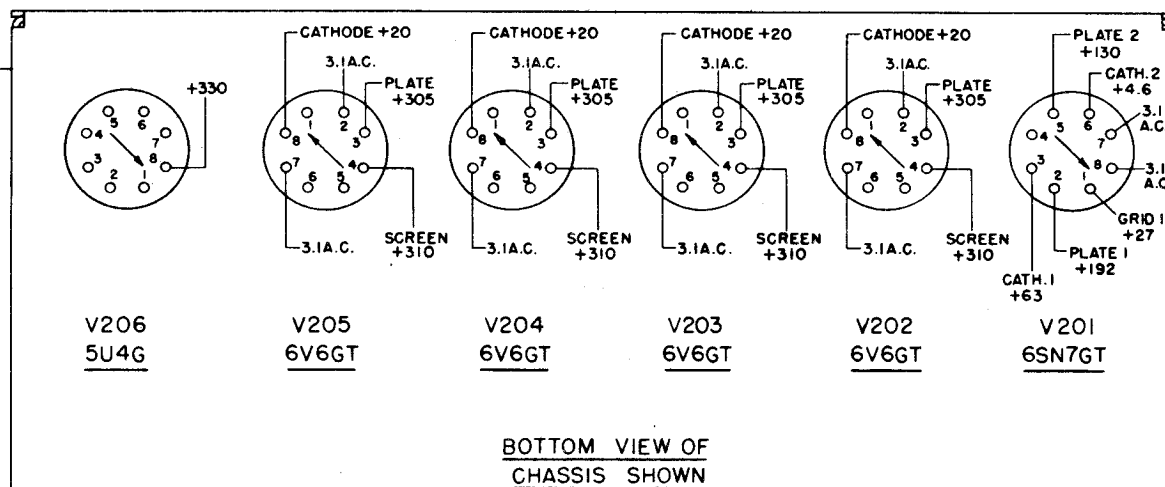 +330
5
6
4
7
3
8
2
1
V206
5U4G
CATHODE +20
3.1A.C.
PLATE
+305
1
2
8
3
7
4
6
5
3.1A.C.
SCREEN
+310
V205
6V6GT
CATHODE +20
3.1A.C.
PLATE
+305
1
2
8
3
7
4
6
5
3.1A.C.
SCREEN
+310
V204
6V6GT
CATHODE +20
3.1A.C.
PLATE
+305
1
2
8
3
7
4
6
5
3.1A.C.
SCREEN
+310
V203
6V6GT
CATHODE +20
3.1A.C.
PLATE
+305
1
2
8
3
7
4
6
5
3.1A.C.
SCREEN
+310
V202
6V6GT
PLATE 2
+130
CATH.2
+4.6
3.1
A.C
5
6
4
7
3
8
2
1
3.1
A.C
GRID 1
+27
PLATE 1
+192
CATH.1
+63
V201
6SN7GT
BOTTOM VIEW OF
CHASSIS SHOWN